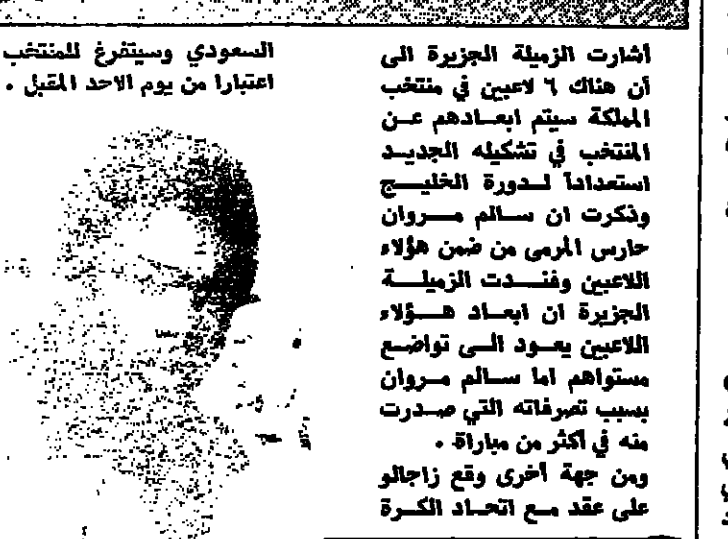 أشارت الزميلة الجزيرة الى
أن هناك ٦ لاعبين في منتخب
المملكة سيتم ابعادهم عن
المنتخب في تشكيله الجديد
استعداداً لدورة الخليج
وذكرت ان سالم مروان
حارس المرمى من ضمن هؤلاء
اللاعبين وفندت الزميلة
الجزيرة ان ابعاد هؤلاء
اللاعبين يعود الى تواضع
مستواهم اما سالم مروان
بسبب تصرفاته التي صدرت
منه في أكثر من مباراة .
ومن جهة أخرى وقع زاجالو
على عقد مع اتحاد الكرة
السعودي وسيتفرغ للمنتخب
اعتبارا من يوم الاحد المقبل .